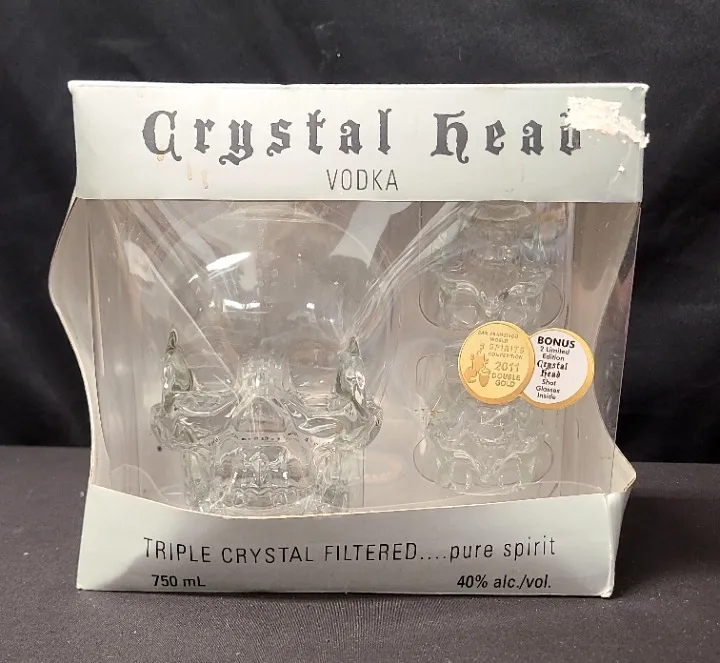 Crystal Head
VODKA
SAN FRANCISCO
WORLD
SPIRITS
COMPETITION
2011
DOUBLE
GOLD
BONUS
2 Limited
Edition
Crystal
Head
Shot
Glasses
Inside
TRIPLE CRYSTAL FILTERED....pure spirit
750 mL 40% alc./vol.